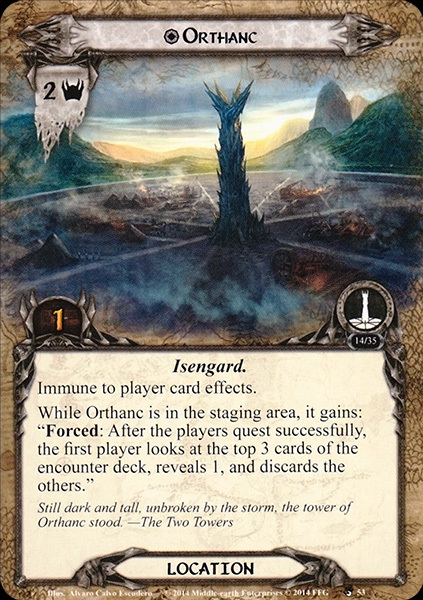 Orthanc
2
1
14/35
Isengard.
Immune to player card effects.
While Orthanc is in the staging area, it gains:
“Forced: After the players quest successfully,
the first player looks at the top 3 cards of the
encounter deck, reveals 1, and discards the
others.”
Still dark and tall, unbroken by the storm, the tower of
Orthanc stood. —The Two Towers
LOCATION
Illus. Alvaro Calvo Escudero © 2014 Middle-earth Enterprises © 2014 FFG 53